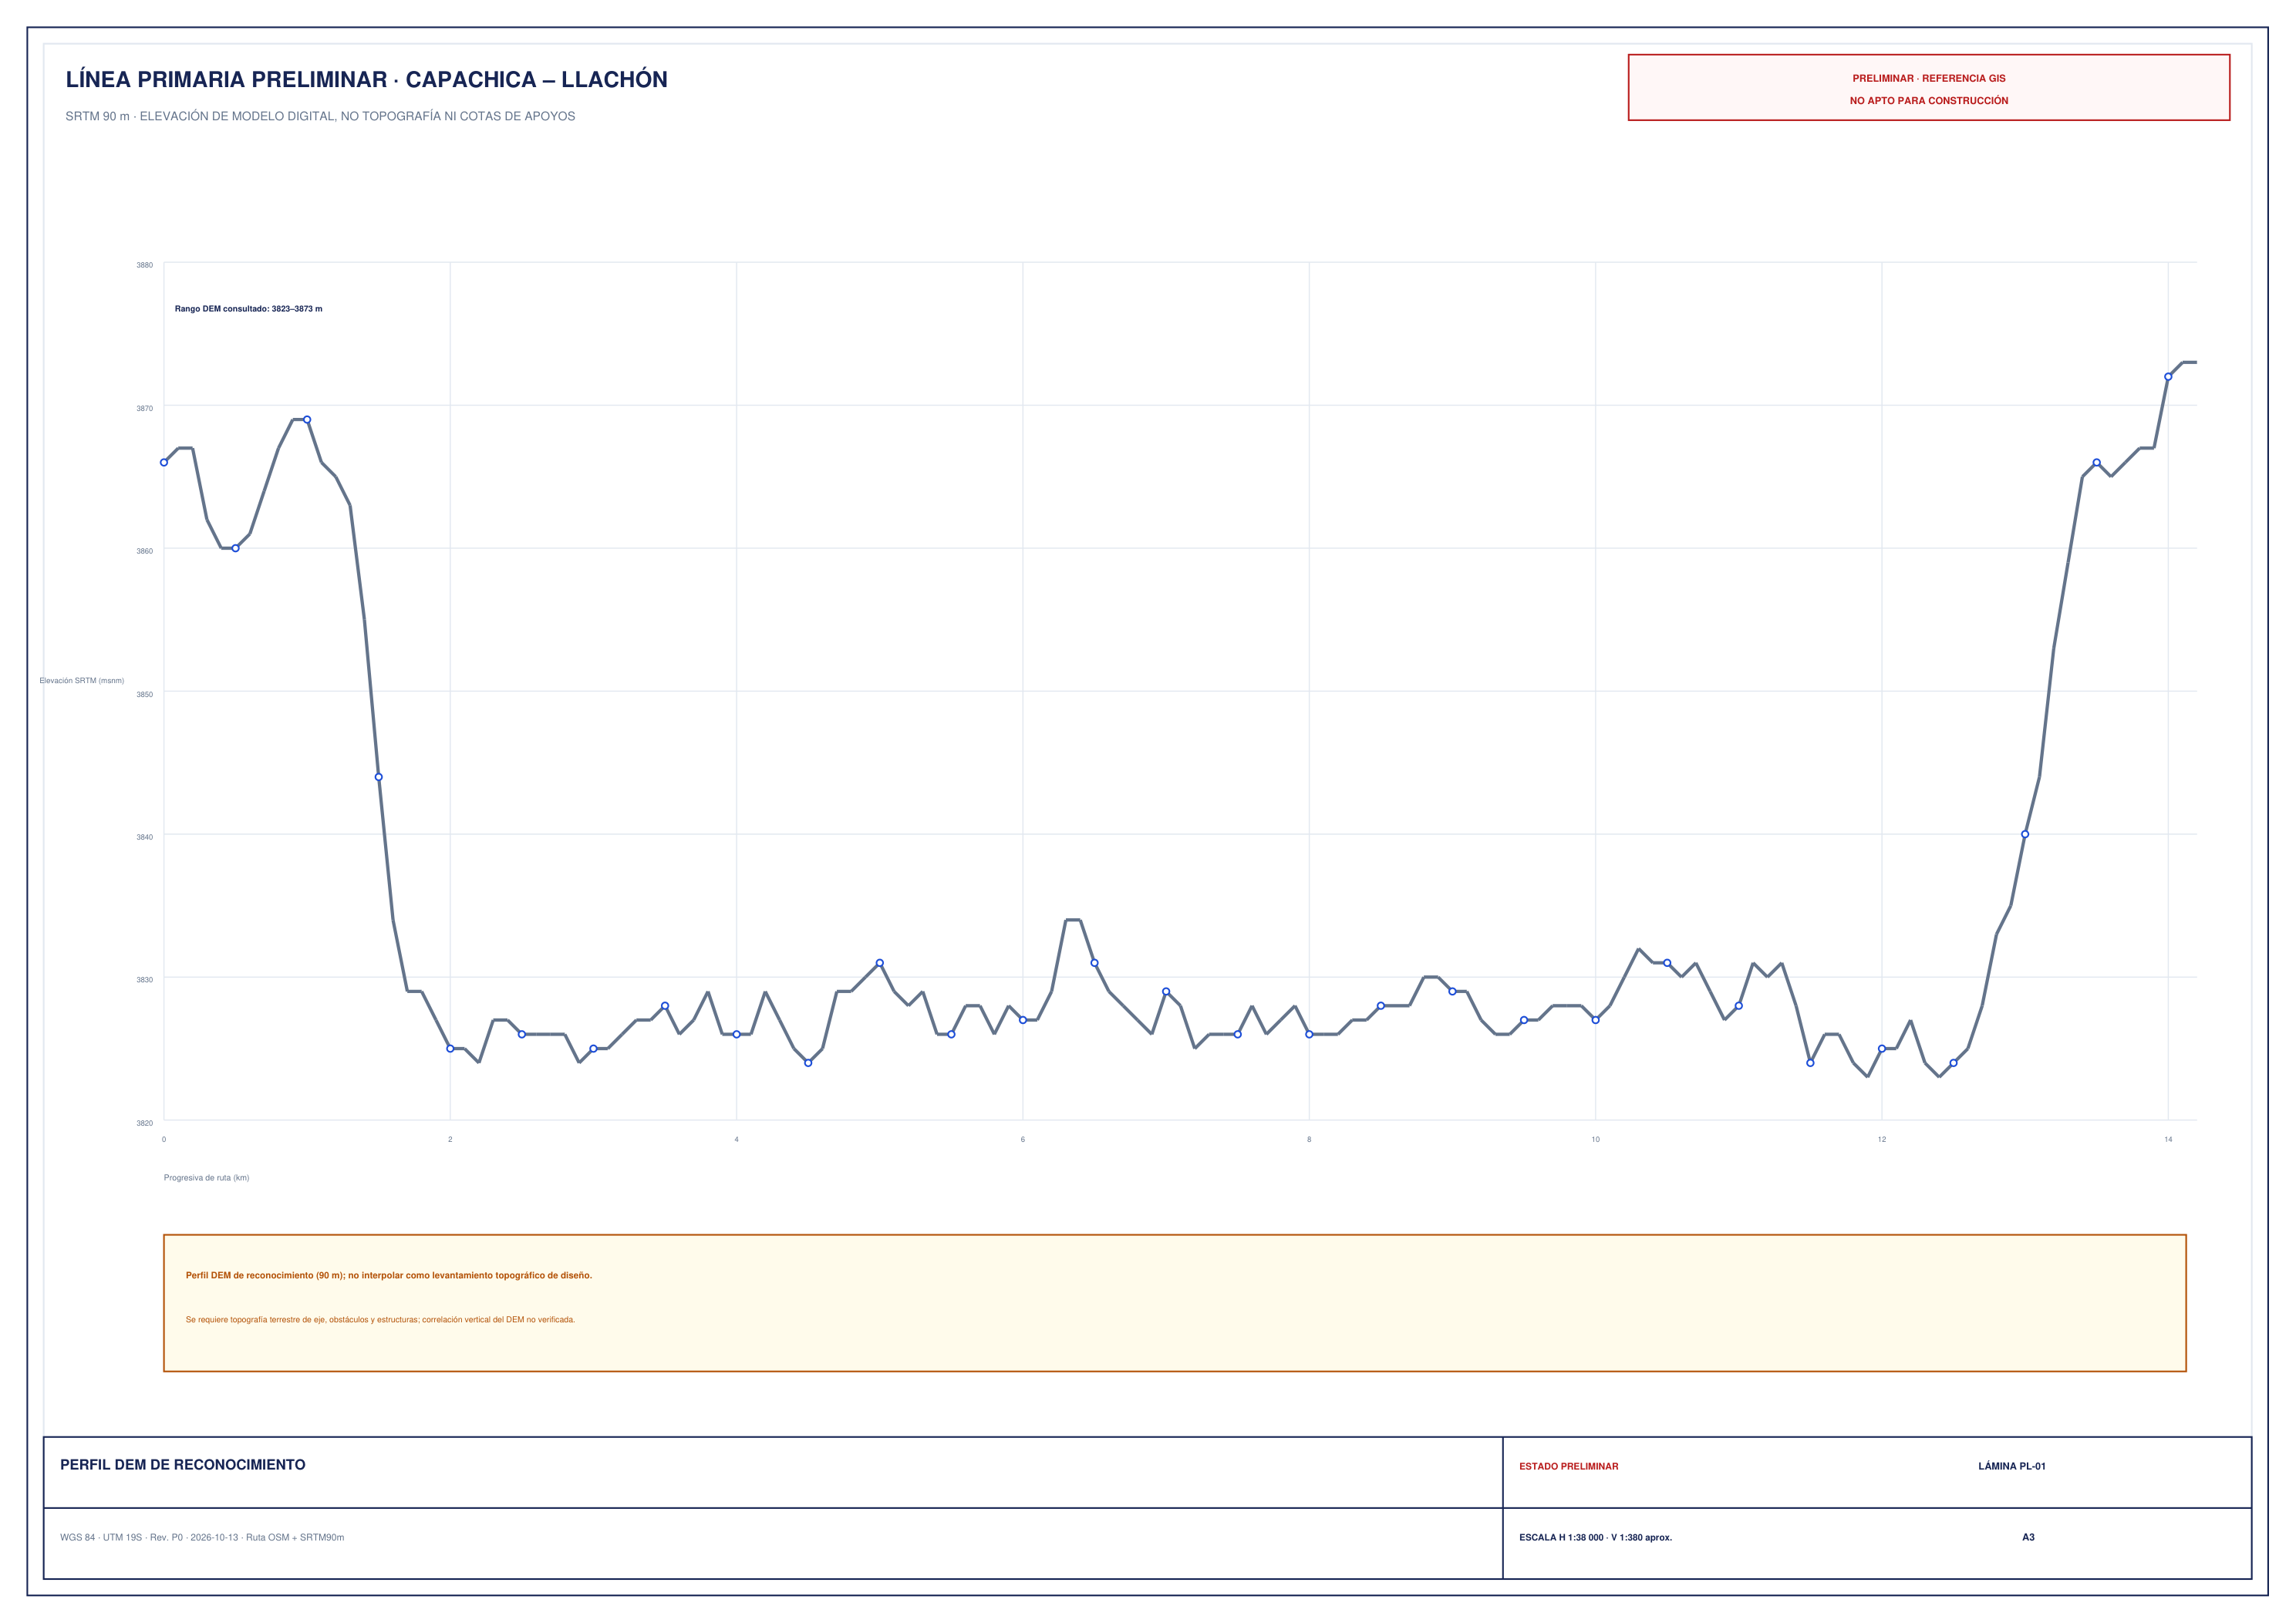 LÍNEA PRIMARIA PRELIMINAR · CAPACHICA – LLACHÓN
SRTM 90 m · ELEVACIÓN DE MODELO DIGITAL, NO TOPOGRAFÍA NI COTAS DE APOYOS
PRELIMINAR · REFERENCIA GIS
NO APTO PARA CONSTRUCCIÓN
3880
Rango DEM consultado: 3823–3873 m
3870
3860
Elevación SRTM (msnm)
3850
3840
3830
3820
0 2 4 6 8 10 12 14
Progresiva de ruta (km)
Perfil DEM de reconocimiento (90 m); no interpolar como levantamiento topográfico de diseño.
Se requiere topografía terrestre de eje, obstáculos y estructuras; correlación vertical del DEM no verificada.
PERFIL DEM DE RECONOCIMIENTO
ESTADO PRELIMINAR
LÁMINA PL-01
WGS 84 · UTM 19S · Rev. P0 · 2026-10-13 · Ruta OSM + SRTM90m
ESCALA H 1:38 000 · V 1:380 aprox.
A3